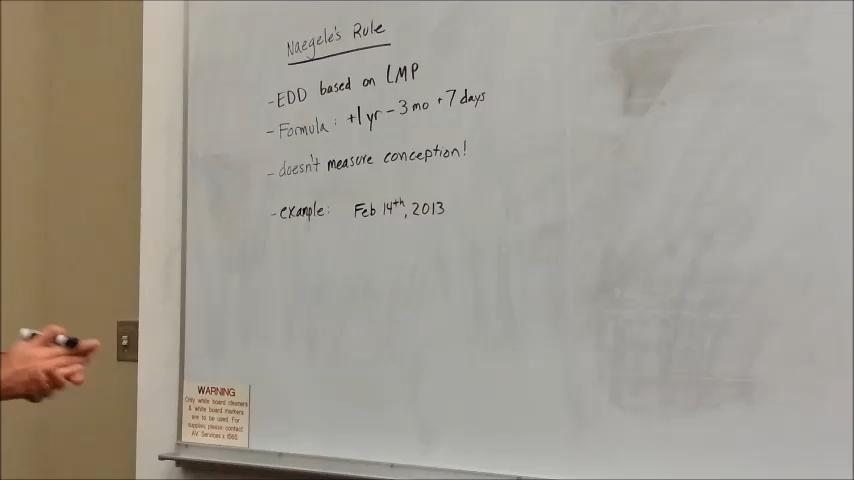 Naegele's Rule
- EDD based on LMP
- Formula: +1 yr - 3 mo + 7 days
- doesn't measure conception!
- example: Feb 14th, 2013
WARNING
Only white board cleaners
& white board markers
are to be used. For
supplies please contact
AV Services x 1565